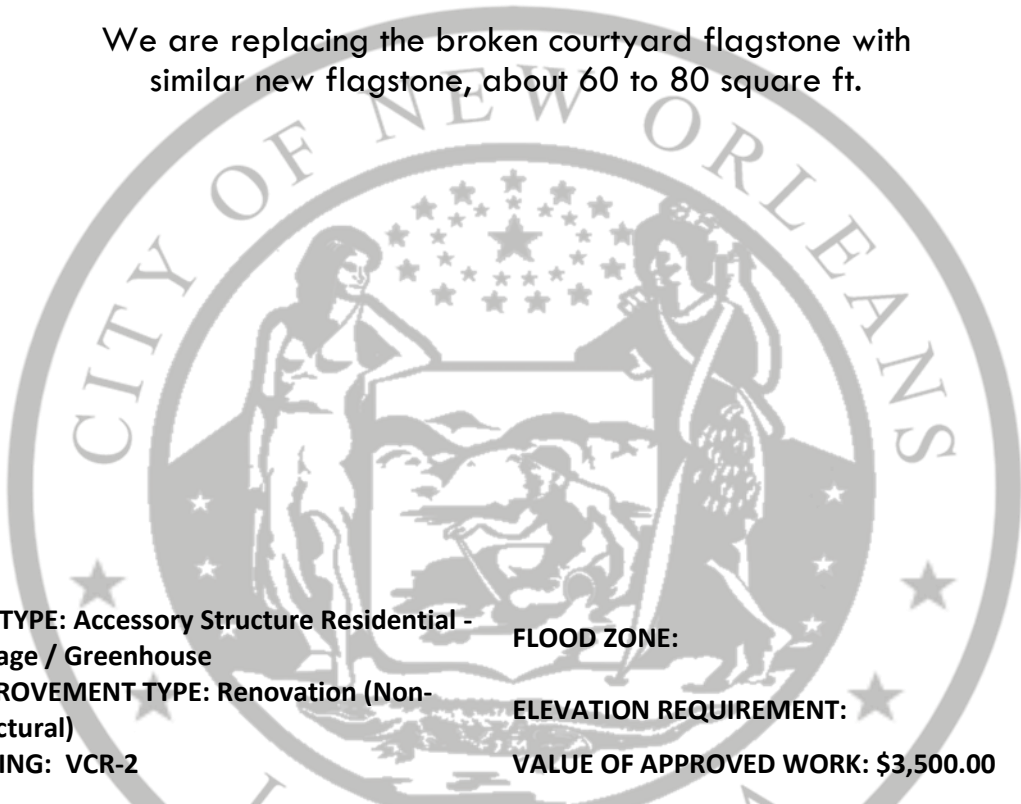 We are replacing the broken courtyard flagstone with
similar new flagstone, about 60 to 80 square ft.
CITY OF NEW ORLEANS
TYPE: Accessory Structure Residential -
age / Greenhouse
ROVEMENT TYPE: Renovation (Non-
ctural)
ING: VCR-2
FLOOD ZONE:
ELEVATION REQUIREMENT:
VALUE OF APPROVED WORK: $3,500.00